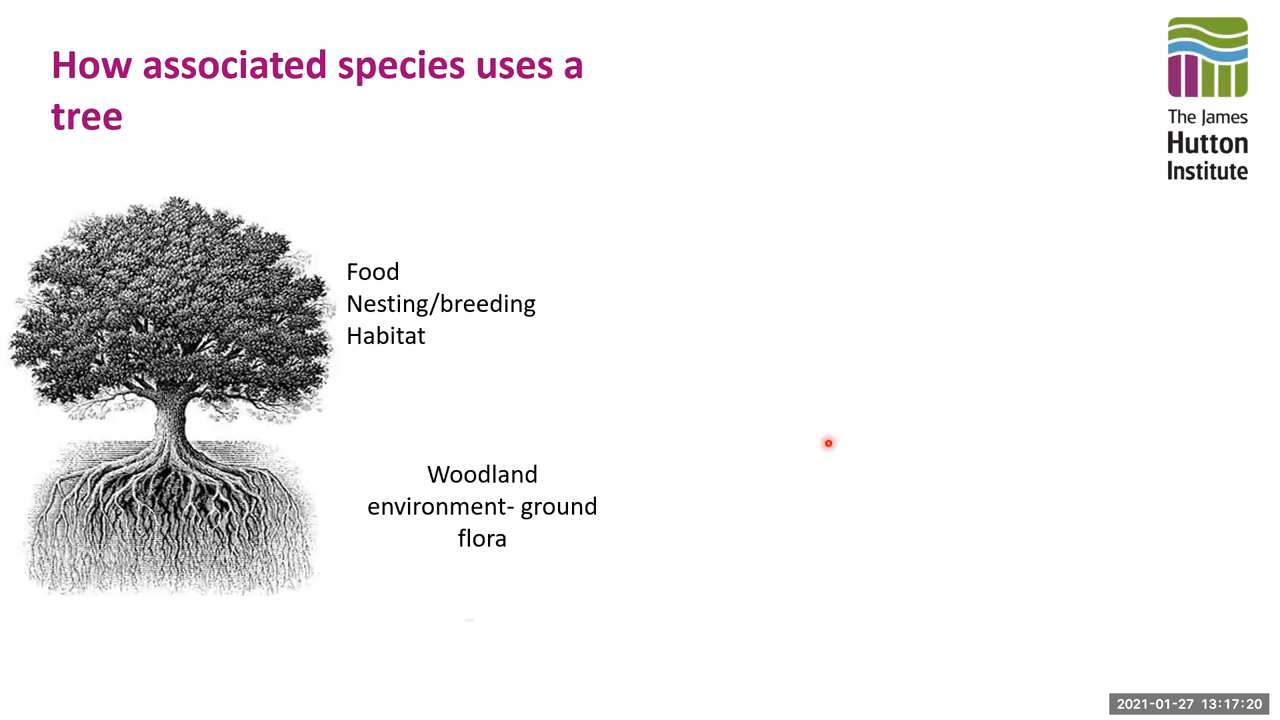 How associated species uses a
tree
The James
Hutton
Institute
Food
Nesting/breeding
Habitat
Woodland
environment- ground
flora
2021-01-27 13:17:20